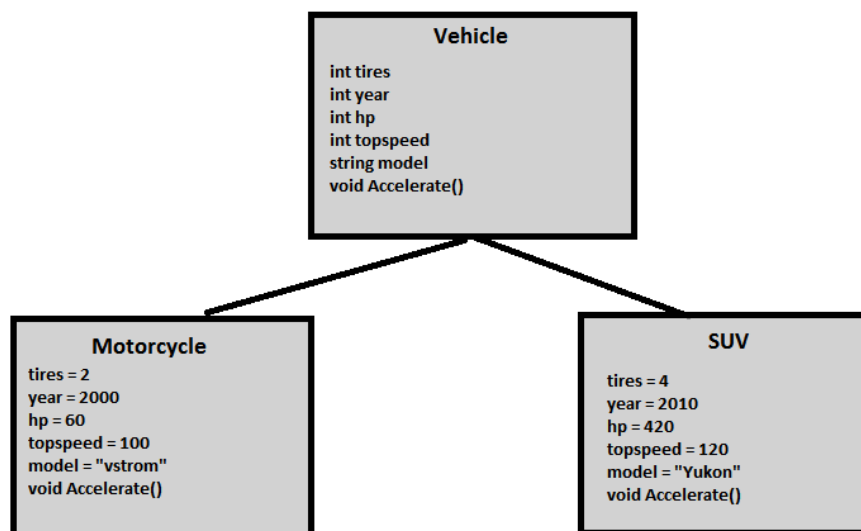 Vehicle
int tires
int year
int hp
int topspeed
string model
void Accelerate()
Motorcycle
tires = 2
year = 2000
hp = 60
topspeed = 100
model = "vstrom"
void Accelerate()
SUV
tires = 4
year = 2010
hp = 420
topspeed = 120
model = "Yukon"
void Accelerate()